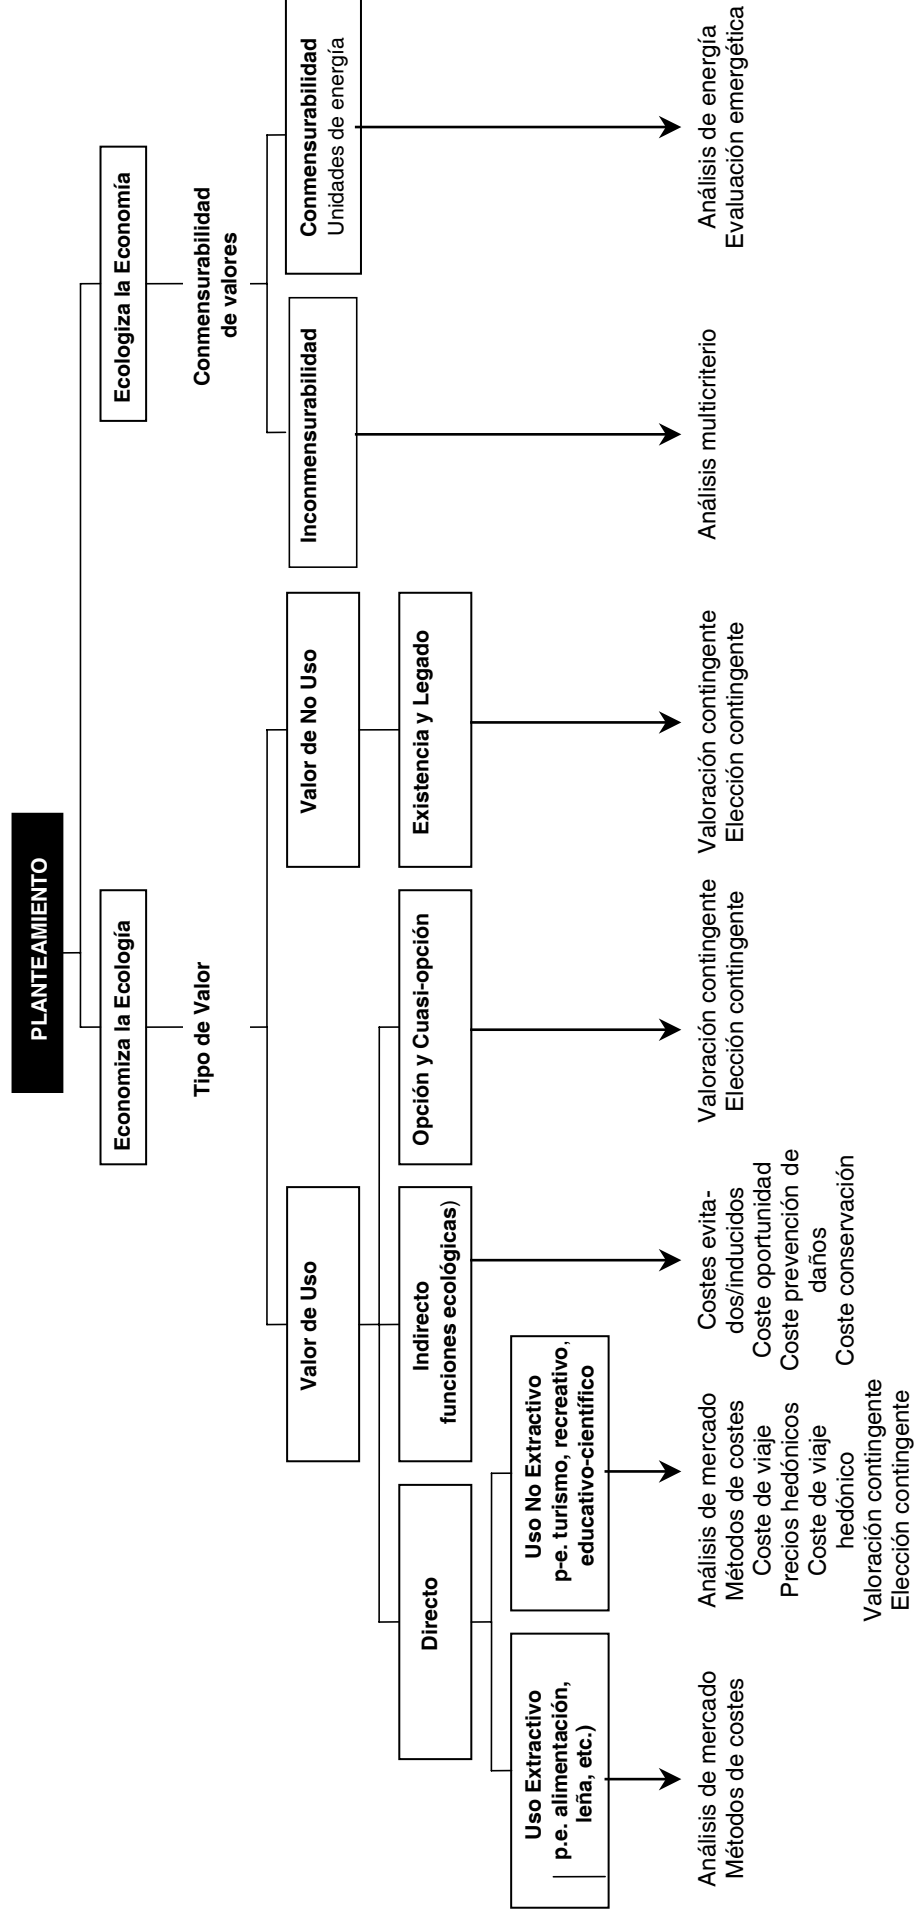 PLANTEAMIENTO
Economiza la Ecología
Ecologiza la Economía
Tipo de Valor
Conmensurabilidad
de valores
Valor de Uso
Valor de No Uso
Inconmensurabilidad
Conmensurabilidad
Unidades de energía
Directo
Indirecto
funciones ecológicas)
Opción y Cuasi-opción
Existencia y Legado
Uso Extractivo
p.e. alimentación,
leña, etc.)
Uso No Extractivo
p-e. turismo, recreativo,
educativo-científico
Análisis de mercado
Métodos de costes
Análisis de mercado
Métodos de costes
Coste de viaje
Precios hedónicos
Coste de viaje
hedónico
Valoración contingente
Elección contingente
Costes evita-
dos/inducidos
Coste oportunidad
Coste prevención de
daños
Coste conservación
Valoración contingente
Elección contingente
Valoración contingente
Elección contingente
Análisis multicriterio
Análisis de energía
Evaluación emergética